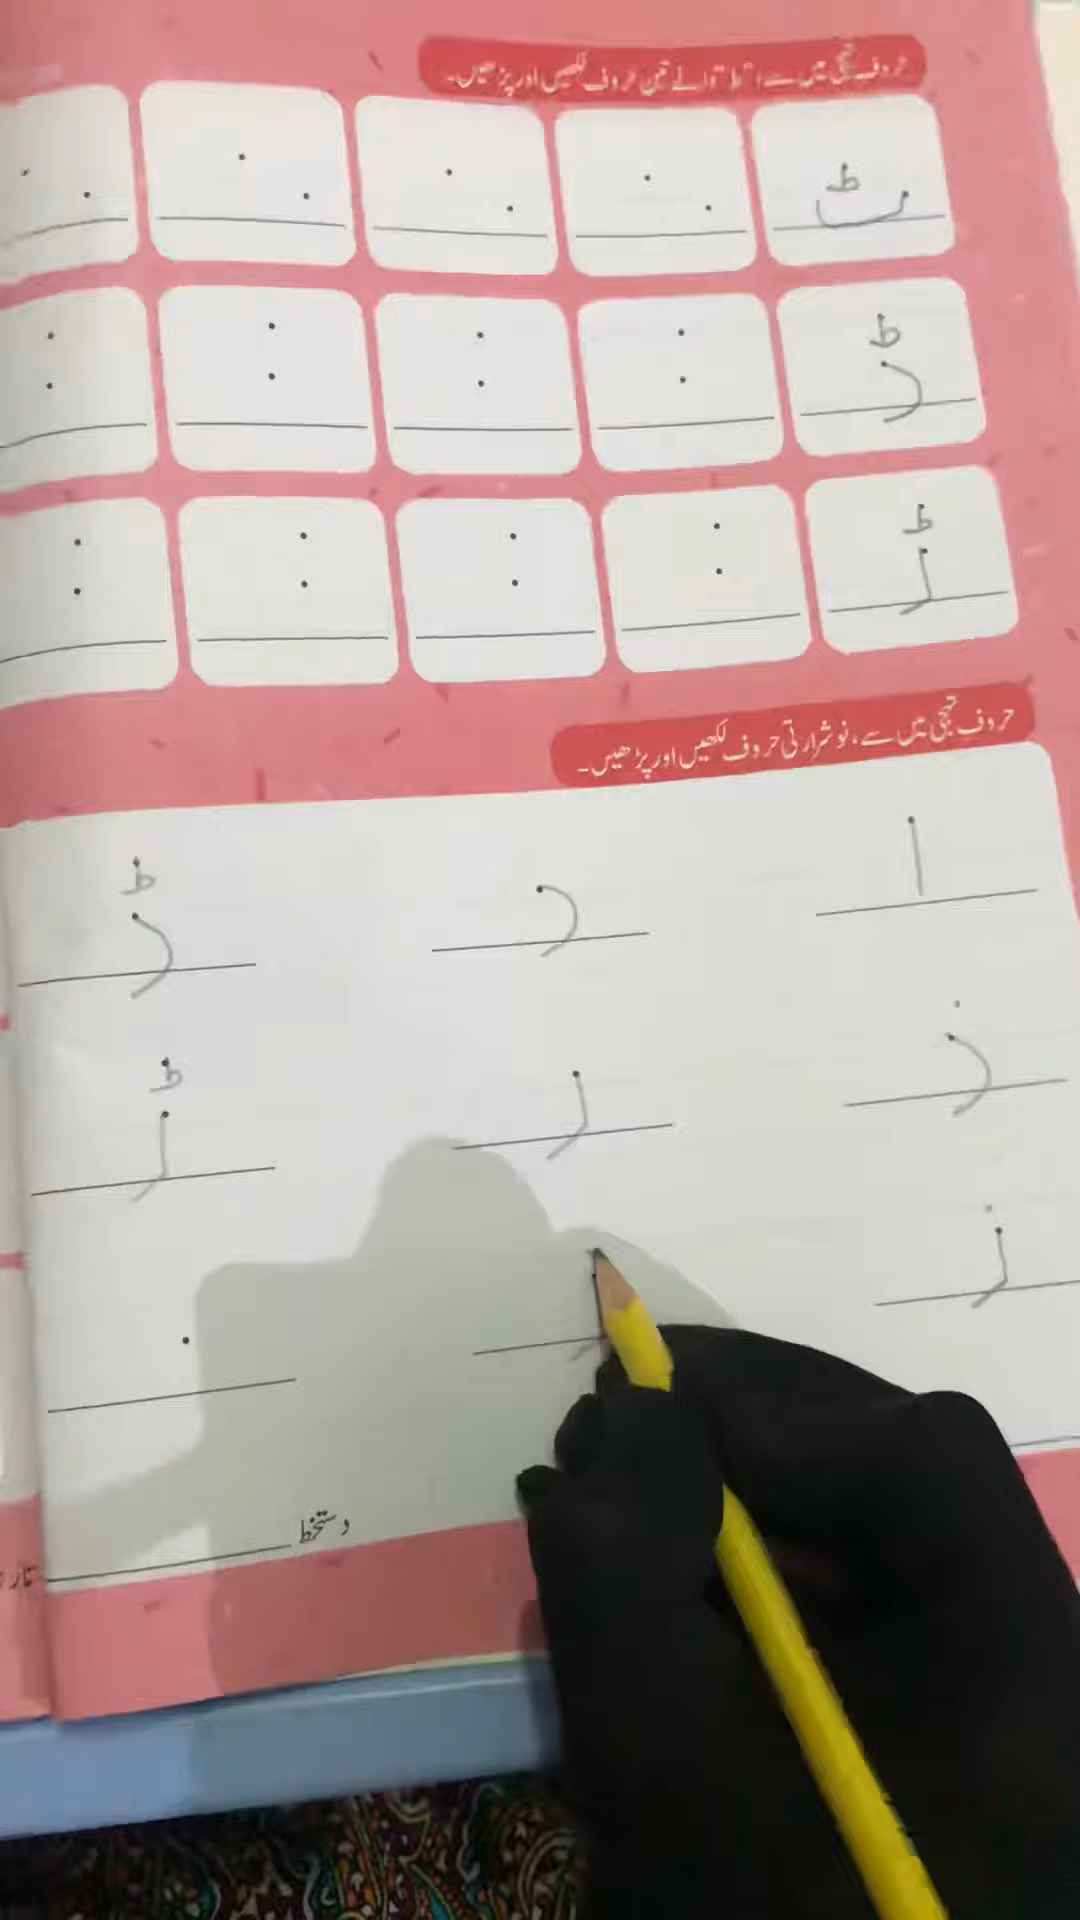 حروف تہجی میں سے 'ط' والے تین حروف لکھیں اور پڑھیں۔
ٹ
ڈ
ڑ
حروف تہجی میں سے، نو شرارتی حروف لکھیں اور پڑھیں۔
ا د ڈ
ذ ر ڑ
ز
دستخط